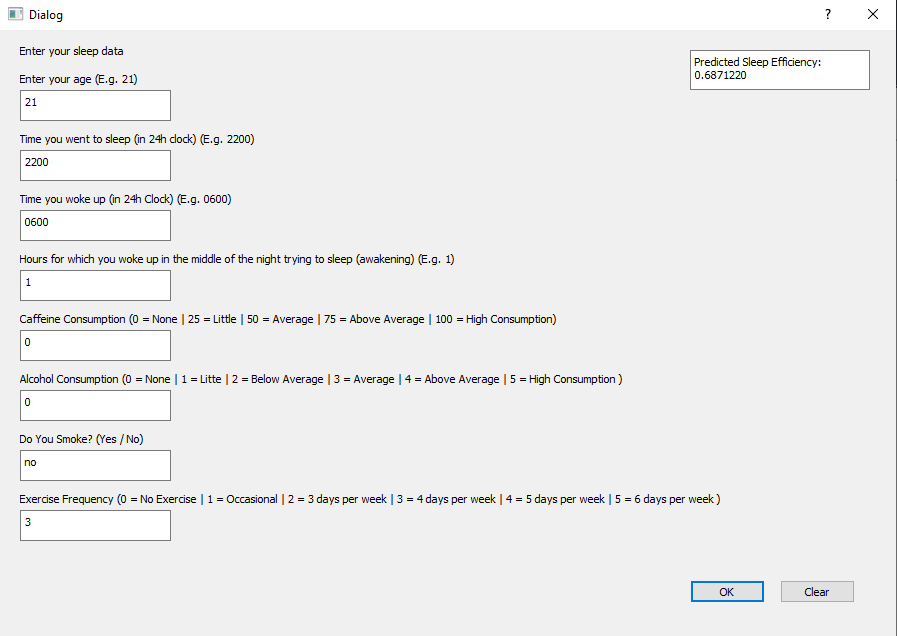 Dialog
?
Enter your sleep data
Predicted Sleep Efficiency:
0.6871220
Enter your age (E.g. 21)
21
Time you went to sleep (in 24h clock) (E.g. 2200)
2200
Time you woke up (in 24h Clock) (E.g. 0600)
0600
Hours for which you woke up in the middle of the night trying to sleep (awakening) (E.g. 1)
1
Caffeine Consumption (0 = None | 25 = Little | 50 = Average | 75 = Above Average | 100 = High Consumption)
0
Alcohol Consumption (0 = None | 1 = Litte | 2 = Below Average | 3 = Average | 4 = Above Average | 5 = High Consumption )
0
Do You Smoke? (Yes / No)
no
Exercise Frequency (0 = No Exercise | 1 = Occasional | 2 = 3 days per week | 3 = 4 days per week | 4 = 5 days per week | 5 = 6 days per week )
3
OK
Clear